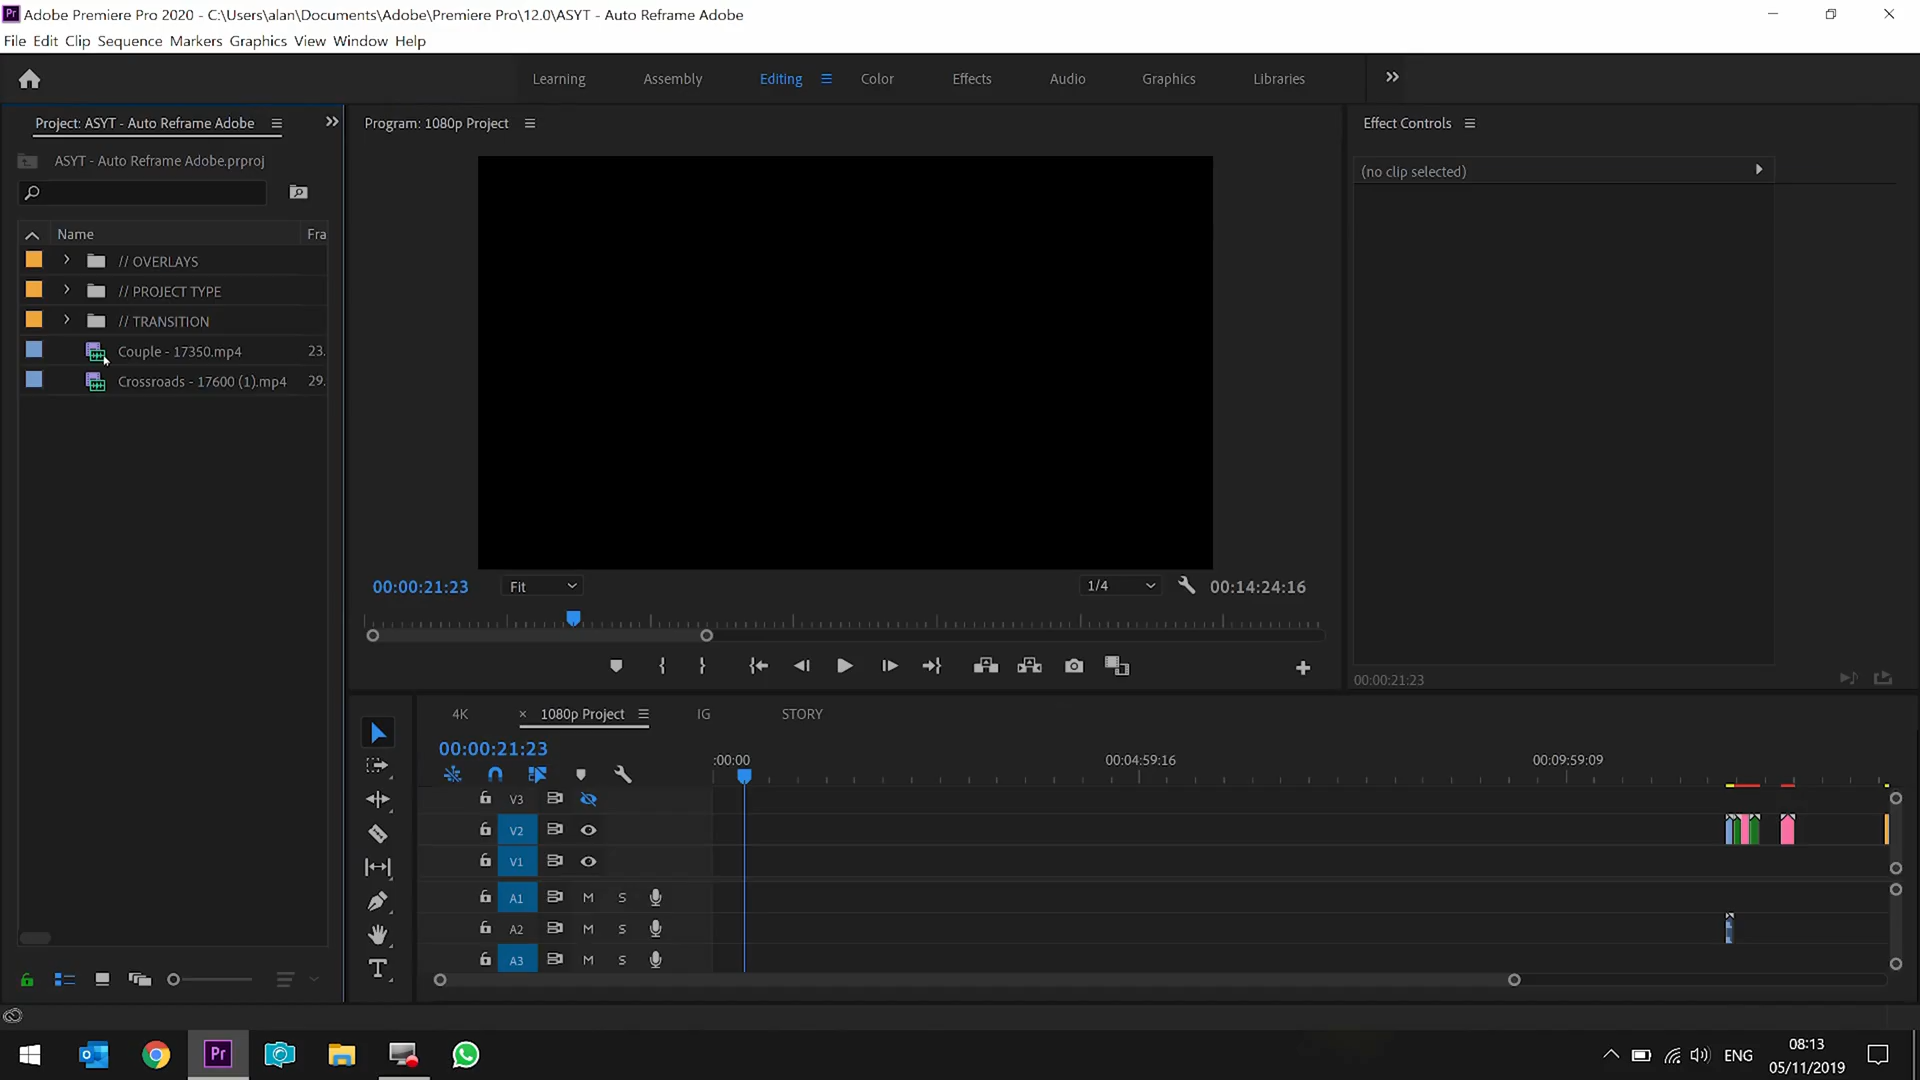 Adobe Premiere Pro 2020 - C:\Users\alan\Documents\Adobe\Premiere Pro\12.0\ASYT - Auto Reframe Adobe
File Edit Clip Sequence Markers Graphics View Window Help
Learning Assembly Editing Color Effects Audio Graphics Libraries
Project: ASYT - Auto Reframe Adobe
Program: 1080p Project
Effect Controls
ASYT - Auto Reframe Adobe.prproj
(no clip selected)
Name Fra
// OVERLAYS
// PROJECT TYPE
// TRANSITION
Couple - 17350.mp4 23.
Crossroads - 17600 (1).mp4 29.
00:00:21:23 Fit 1/4 00:14:24:16
00:00:21:23
4K 1080p Project IG STORY
00:00:21:23
:00:00 00:04:59:16 00:09:59:09
V3
V2
V1
A1 M S
A2 M S
A3 M S
Pr
ENG
08:13
05/11/2019